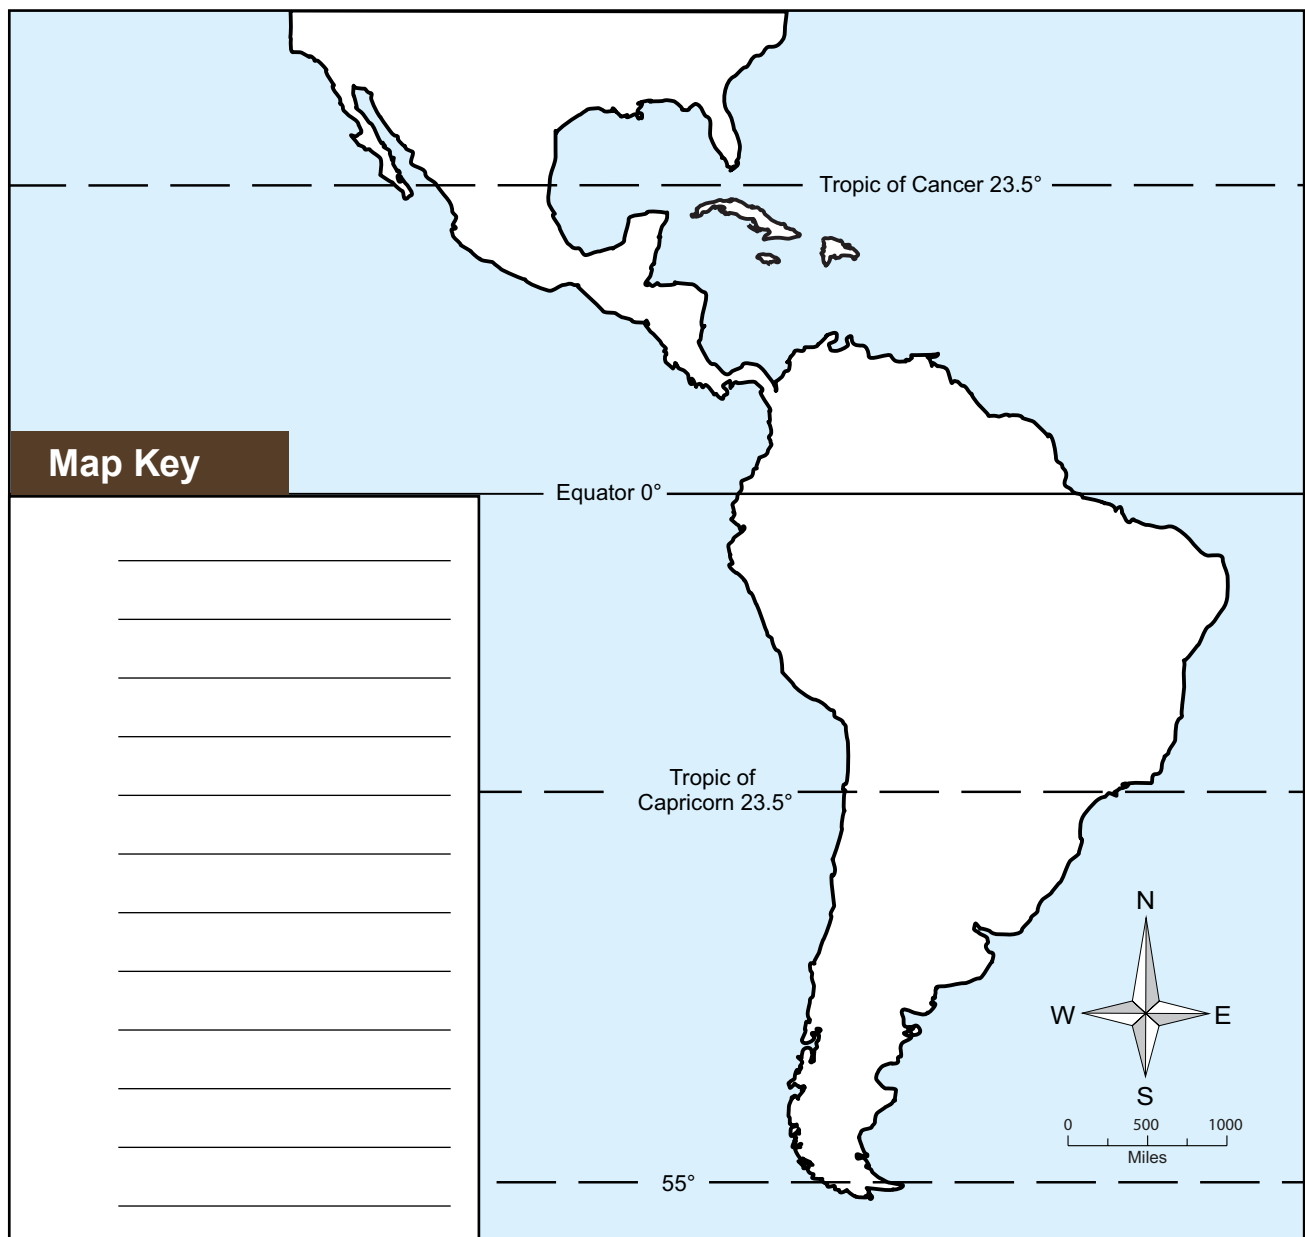 Tropic of Cancer 23.5°
Map Key
Equator 0°
Tropic of
Capricorn 23.5°
N
W E
S
0 500 1000
Miles
55°